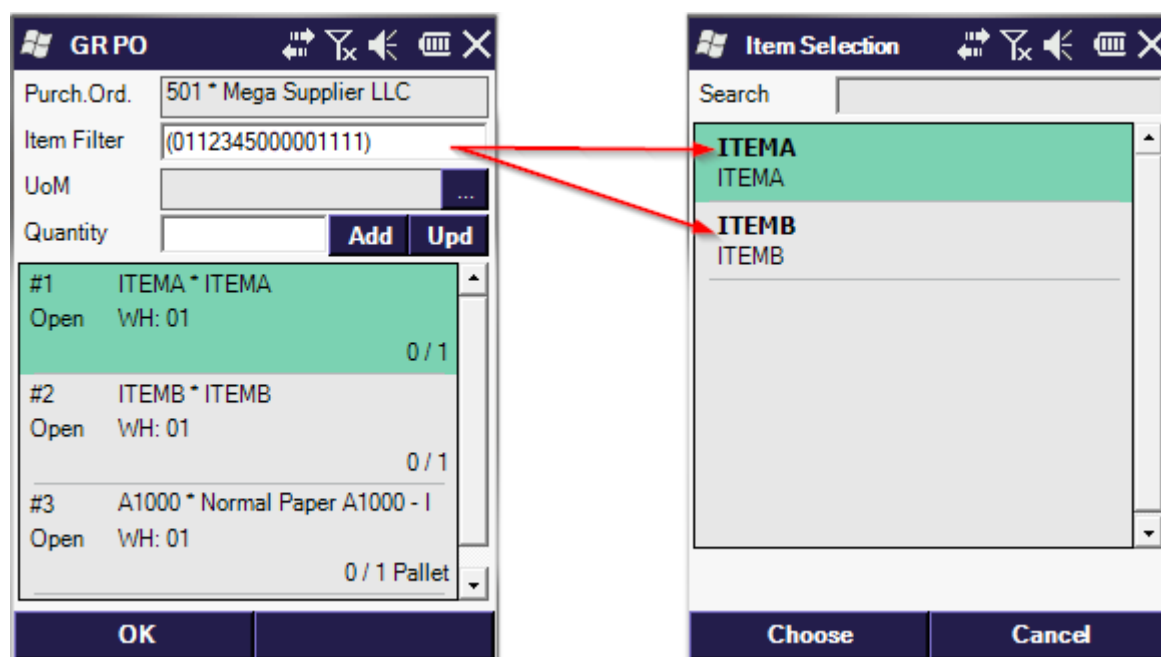 GR PO
Purch.Ord. 501 * Mega Supplier LLC
Item Filter (0112345000001111)
UoM ...
Quantity Add Upd
#1 ITEMA * ITEMA
Open WH: 01
0 / 1
#2 ITEMB * ITEMB
Open WH: 01
0 / 1
#3 A1000 * Normal Paper A1000 - I
Open WH: 01
0 / 1 Pallet
OK
Item Selection
Search
ITEMA
ITEMA
ITEMB
ITEMB
Choose Cancel